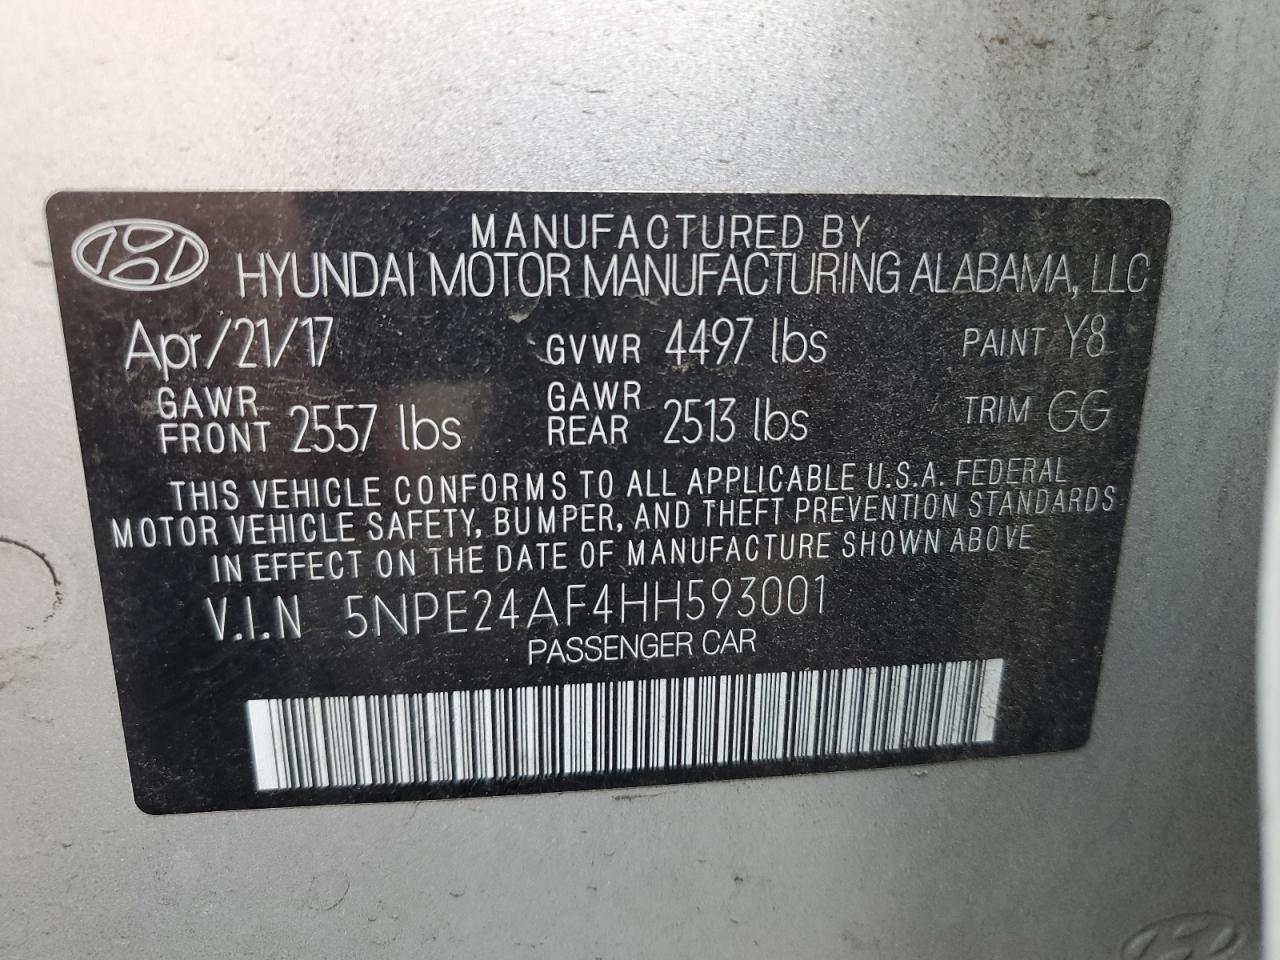 MANUFACTURED BY
HYUNDAI MOTOR MANUFACTURING ALABAMA, LLC
Apr/21/17 GVWR 4497 lbs PAINT Y8
GAWR FRONT 2557 lbs GAWR REAR 2513 lbs TRIM GG
THIS VEHICLE CONFORMS TO ALL APPLICABLE U.S.A. FEDERAL
MOTOR VEHICLE SAFETY, BUMPER, AND THEFT PREVENTION STANDARDS
IN EFFECT ON THE DATE OF MANUFACTURE SHOWN ABOVE
V.I.N 5NPE24AF4HH593001
PASSENGER CAR